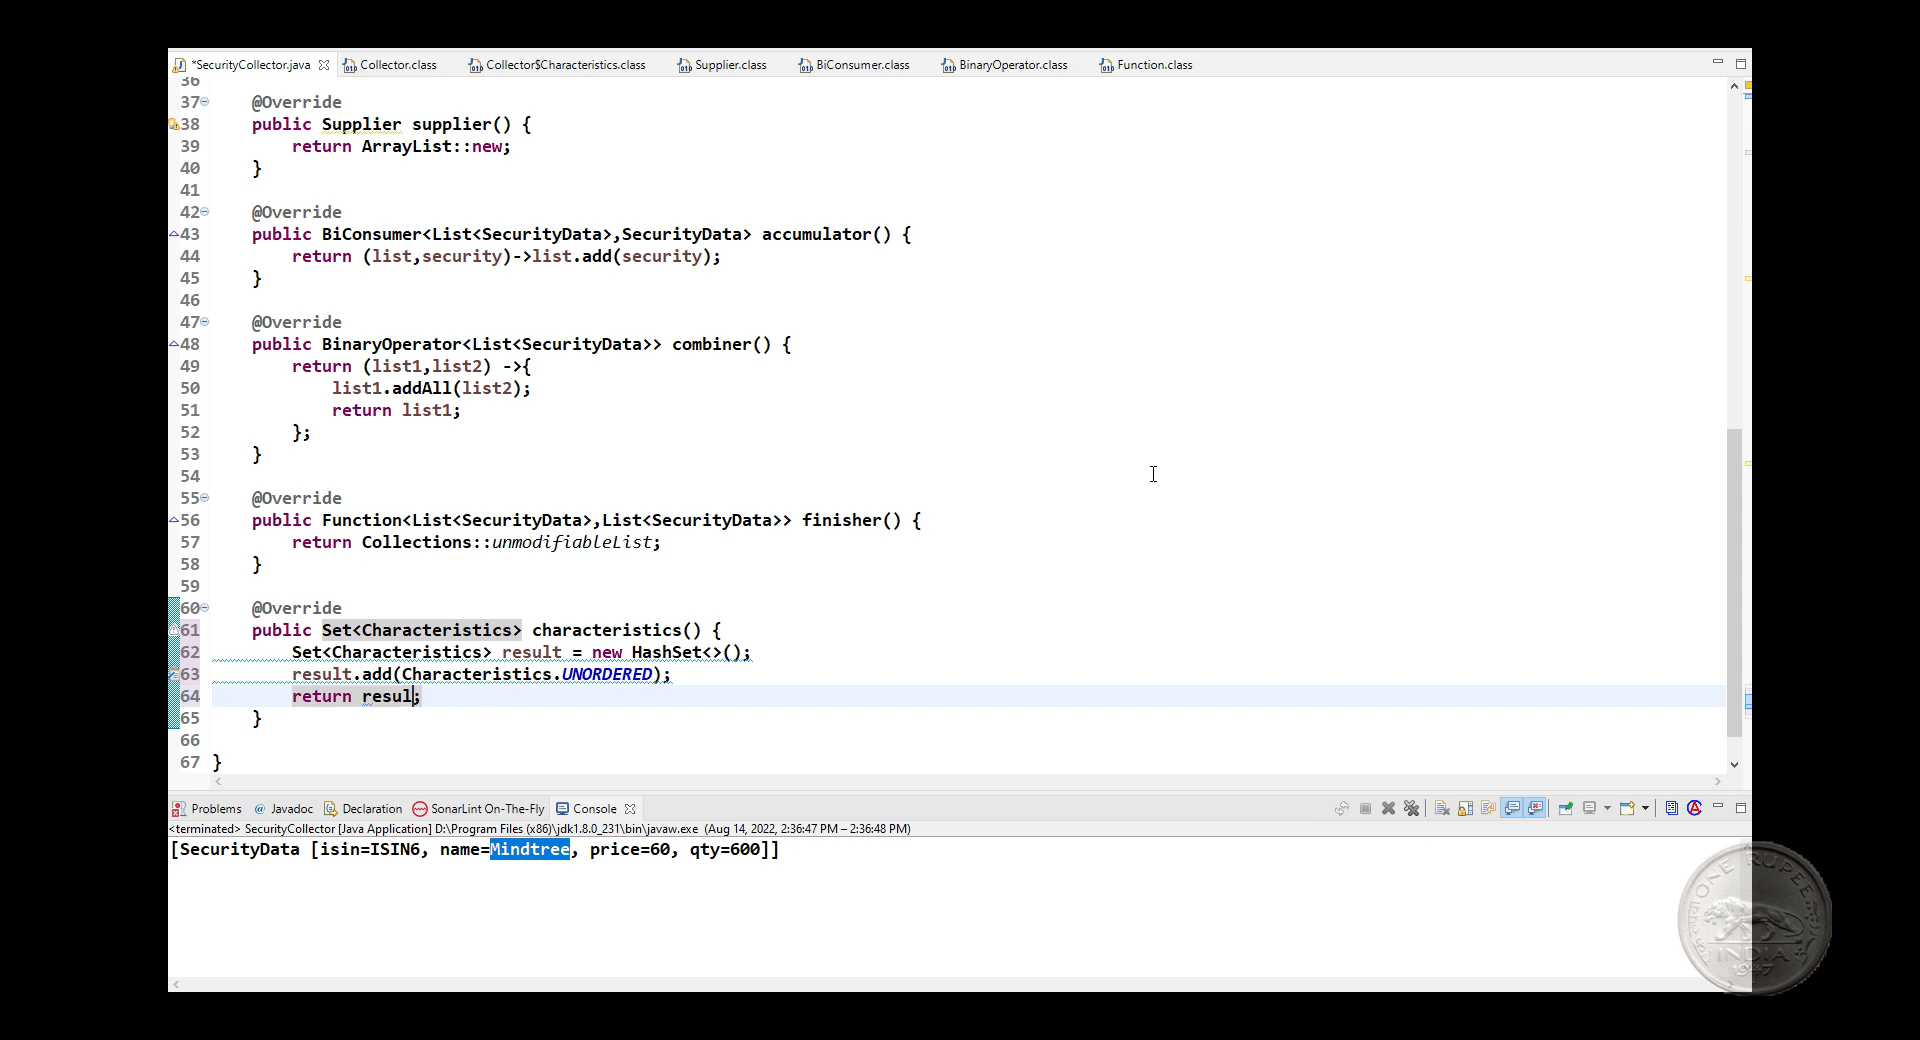 *SecurityCollector.java Collector.class Collector$Characteristics.class Supplier.class BiConsumer.class BinaryOperator.class Function.class
36
37 @Override
38 public Supplier supplier() {
39 return ArrayList::new;
40 }
41
42 @Override
43 public BiConsumer<List<SecurityData>,SecurityData> accumulator() {
44 return (list,security)->list.add(security);
45 }
46
47 @Override
48 public BinaryOperator<List<SecurityData>> combiner() {
49 return (list1,list2) ->{
50 list1.addAll(list2);
51 return list1;
52 };
53 }
54
55 @Override
56 public Function<List<SecurityData>,List<SecurityData>> finisher() {
57 return Collections::unmodifiableList;
58 }
59
60 @Override
61 public Set<Characteristics> characteristics() {
62 Set<Characteristics> result = new HashSet<>();
63 result.add(Characteristics.UNORDERED);
64 return resul;
65 }
66
67 }
Problems @ Javadoc Declaration SonarLint On-The-Fly Console
<terminated> SecurityCollector [Java Application] D:\Program Files (x86)\jdk1.8.0_231\bin\javaw.exe (Aug 14, 2022, 2:36:47 PM – 2:36:48 PM)
[SecurityData [isin=ISIN6, name=Mindtree, price=60, qty=600]]
ONE RUPEE
INDIA
1947